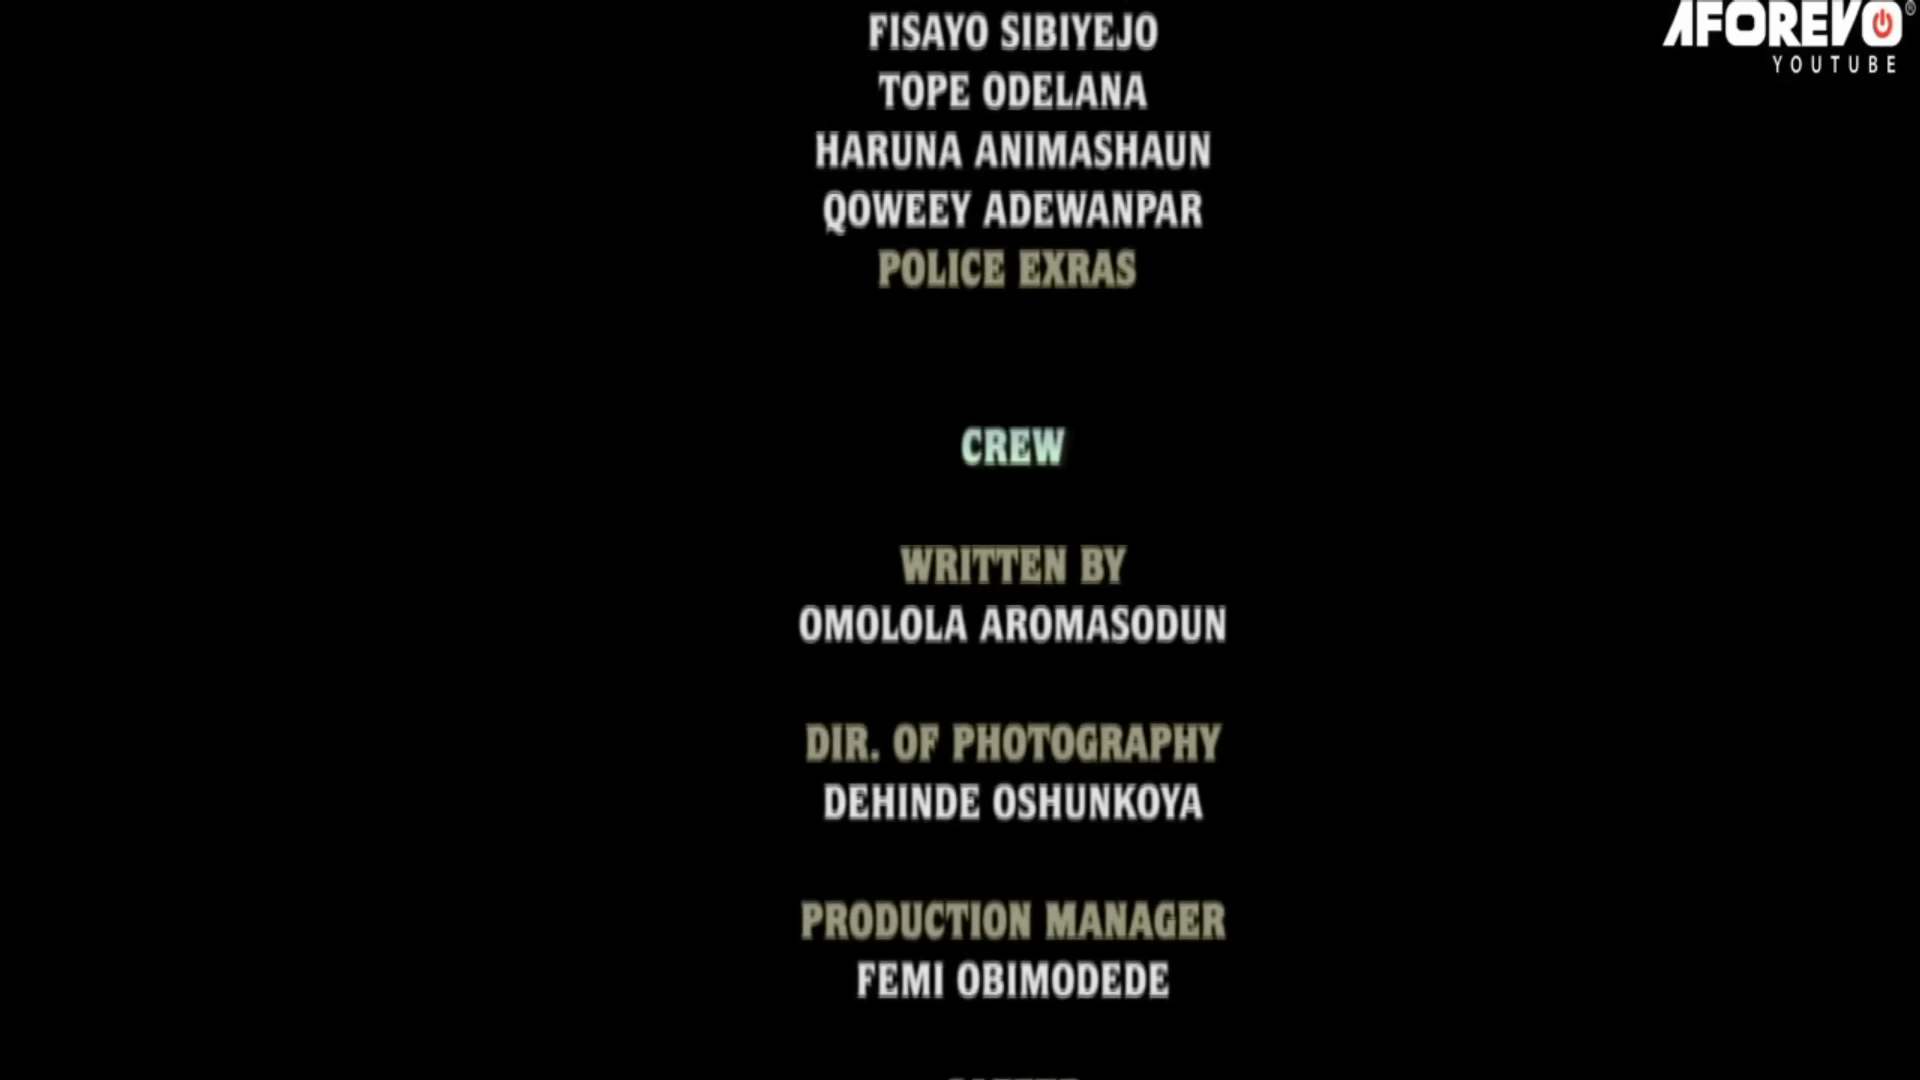 AFOREVO®
YOUTUBE
FISAYO SIBIYEJO
TOPE ODELANA
HARUNA ANIMASHAUN
QOWEEY ADEWANPAR
POLICE EXRAS
CREW
WRITTEN BY
OMOLOLA AROMASODUN
DIR. OF PHOTOGRAPHY
DEHINDE OSHUNKOYA
PRODUCTION MANAGER
FEMI OBIMODEDE